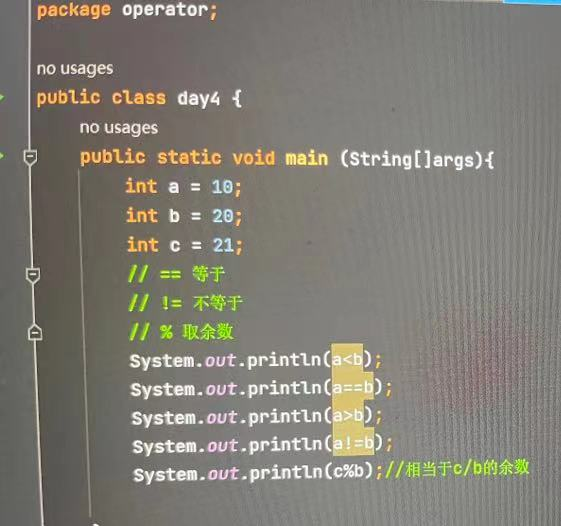 package operator;
no usages
public class day4 {
no usages
public static void main (String[]args){
int a = 10;
int b = 20;
int c = 21;
// == 等于
// != 不等于
// % 取余数
System.out.println(a<b);
System.out.println(a==b);
System.out.println(a>b);
System.out.println(a!=b);
System.out.println(c%b);//相当于c/b的余数